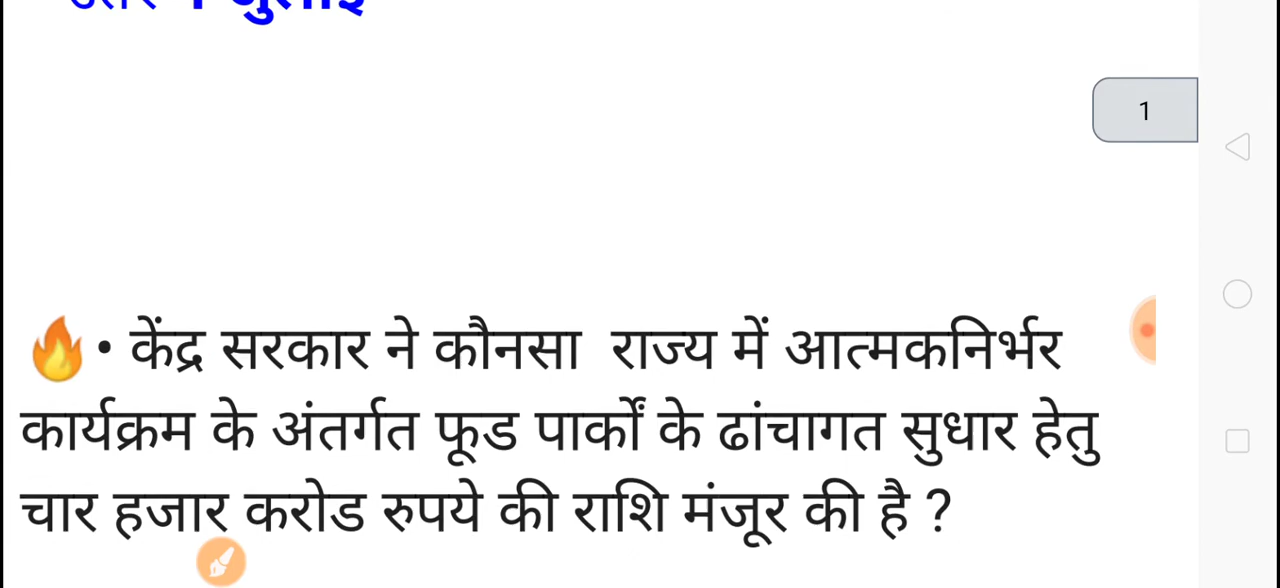 1
🔥• केंद्र सरकार ने कौनसा राज्य में आत्मकनिर्भर
कार्यक्रम के अंतर्गत फूड पार्कों के ढांचागत सुधार हेतु
चार हजार करोड रुपये की राशि मंजूर की है ?